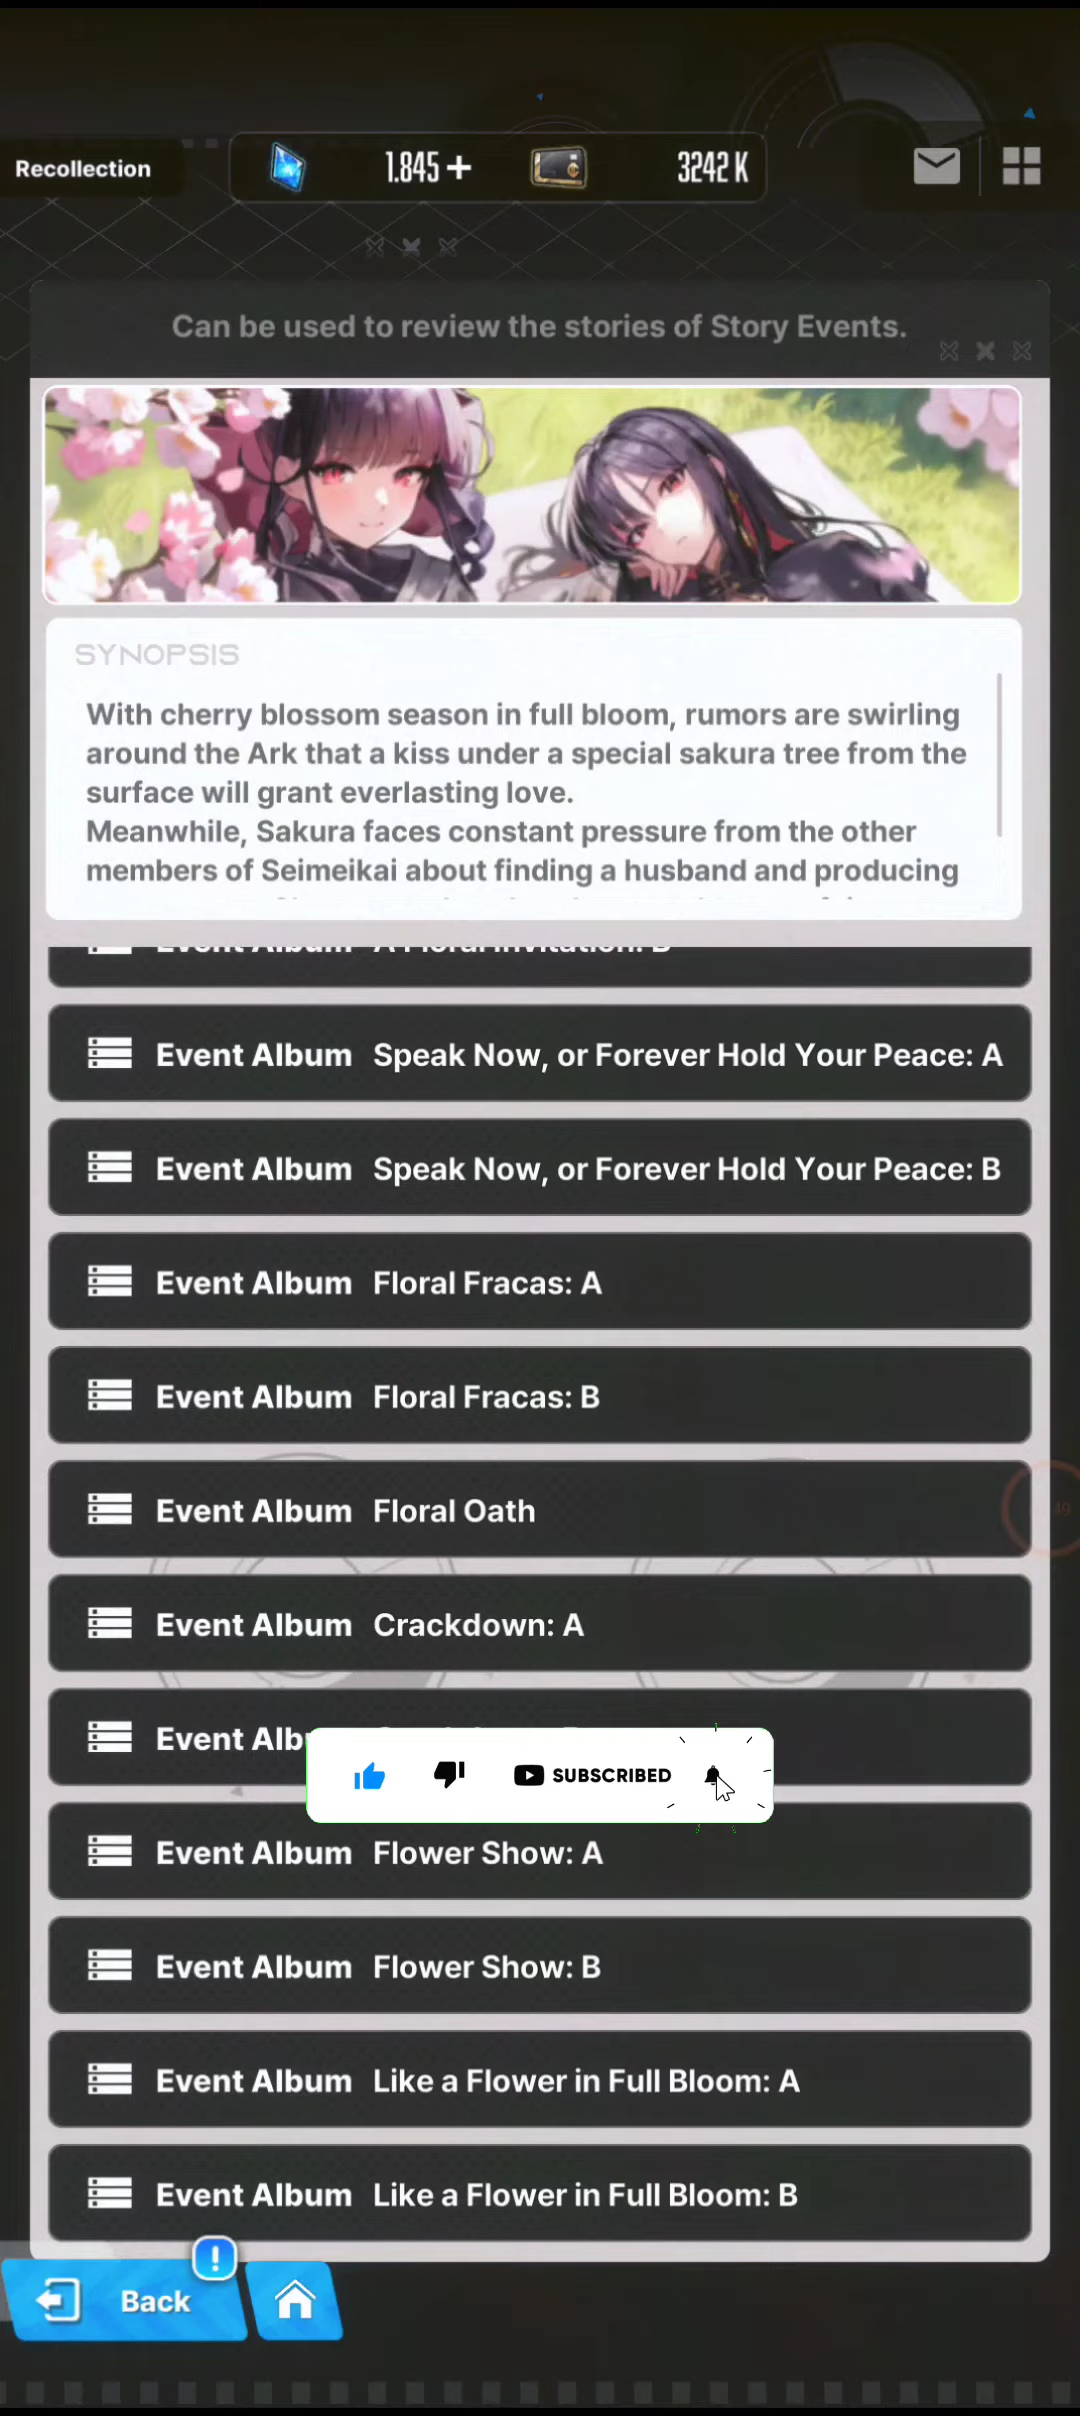 Recollection
1.845 +
3242 K
Can be used to review the stories of Story Events.
SYNOPSIS
With cherry blossom season in full bloom, rumors are swirling
around the Ark that a kiss under a special sakura tree from the
surface will grant everlasting love.
Meanwhile, Sakura faces constant pressure from the other
members of Seimeikai about finding a husband and producing
Event Album A Floral Invitation: B
Event Album Speak Now, or Forever Hold Your Peace: A
Event Album Speak Now, or Forever Hold Your Peace: B
Event Album Floral Fracas: A
Event Album Floral Fracas: B
Event Album Floral Oath
49
Event Album Crackdown: A
Event
SUBSCRIBED
Event Album Flower Show: A
Event Album Flower Show: B
Event Album Like a Flower in Full Bloom: A
Event Album Like a Flower in Full Bloom: B
!
Back